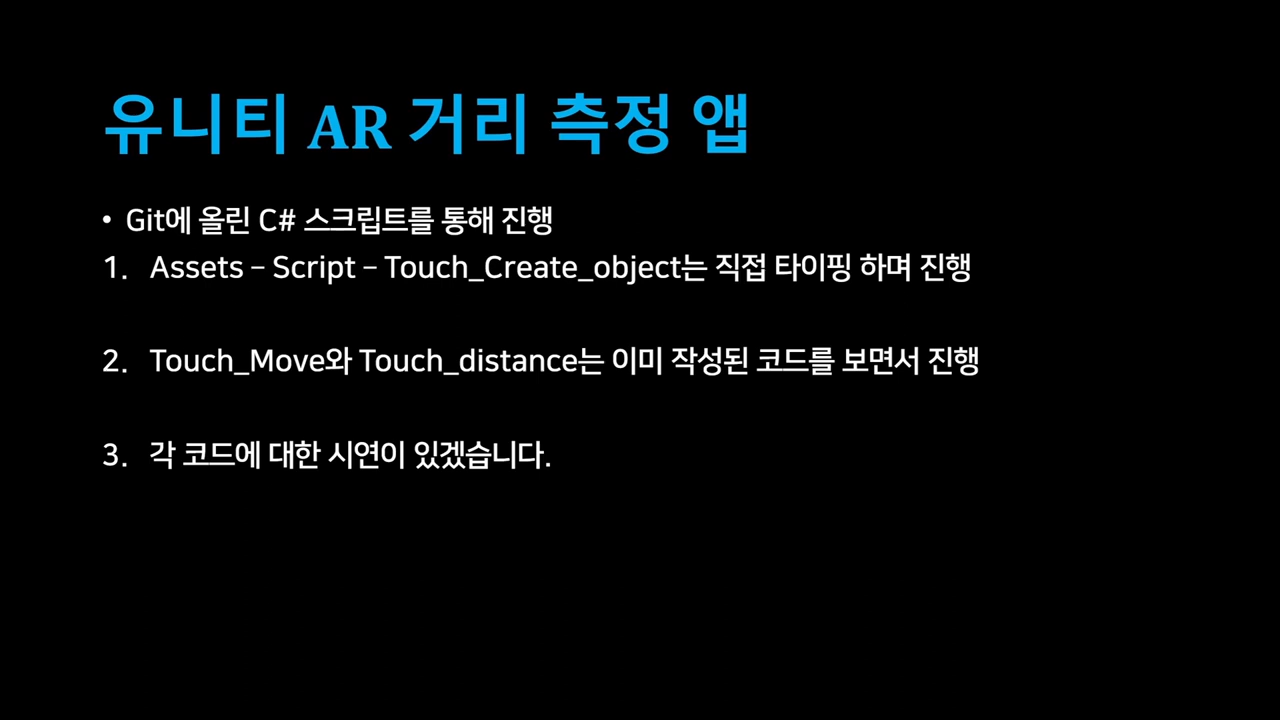 유니티 AR 거리 측정 앱
• Git에 올린 C# 스크립트를 통해 진행
1. Assets – Script – Touch_Create_object는 직접 타이핑 하며 진행
2. Touch_Move와 Touch_distance는 이미 작성된 코드를 보면서 진행
3. 각 코드에 대한 시연이 있겠습니다.